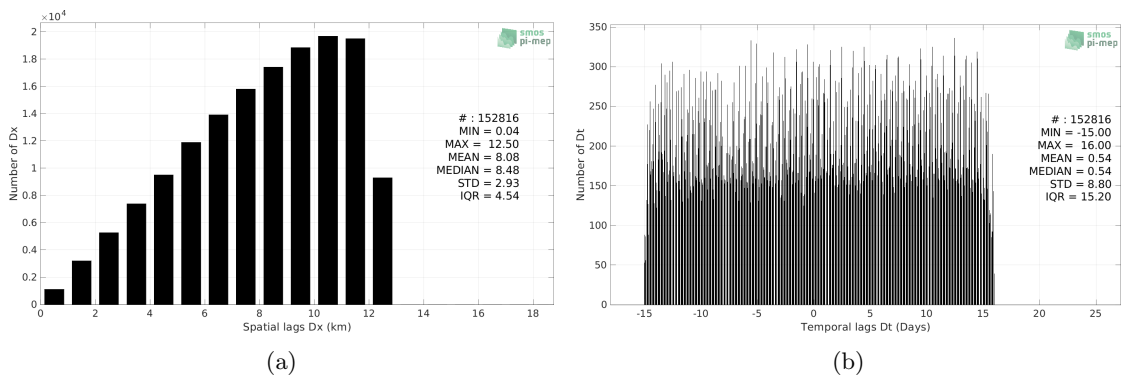 ×10⁴
2
1.8
1.6
1.4
1.2
1
0.8
0.6
0.4
0.2
0
0 2 4 6 8 10 12 14 16 18
Number of Dx
Spatial lags Dx (km)
smos
pi-mep
# : 152816
MIN = 0.04
MAX = 12.50
MEAN = 8.08
MEDIAN = 8.48
STD = 2.93
IQR = 4.54
(a)
350
300
250
200
150
100
50
0
-15 -10 -5 0 5 10 15 20 25
Number of Dt
Temporal lags Dt (Days)
smos
pi-mep
# : 152816
MIN = -15.00
MAX = 16.00
MEAN = 0.54
MEDIAN = 0.54
STD = 8.80
IQR = 15.20
(b)